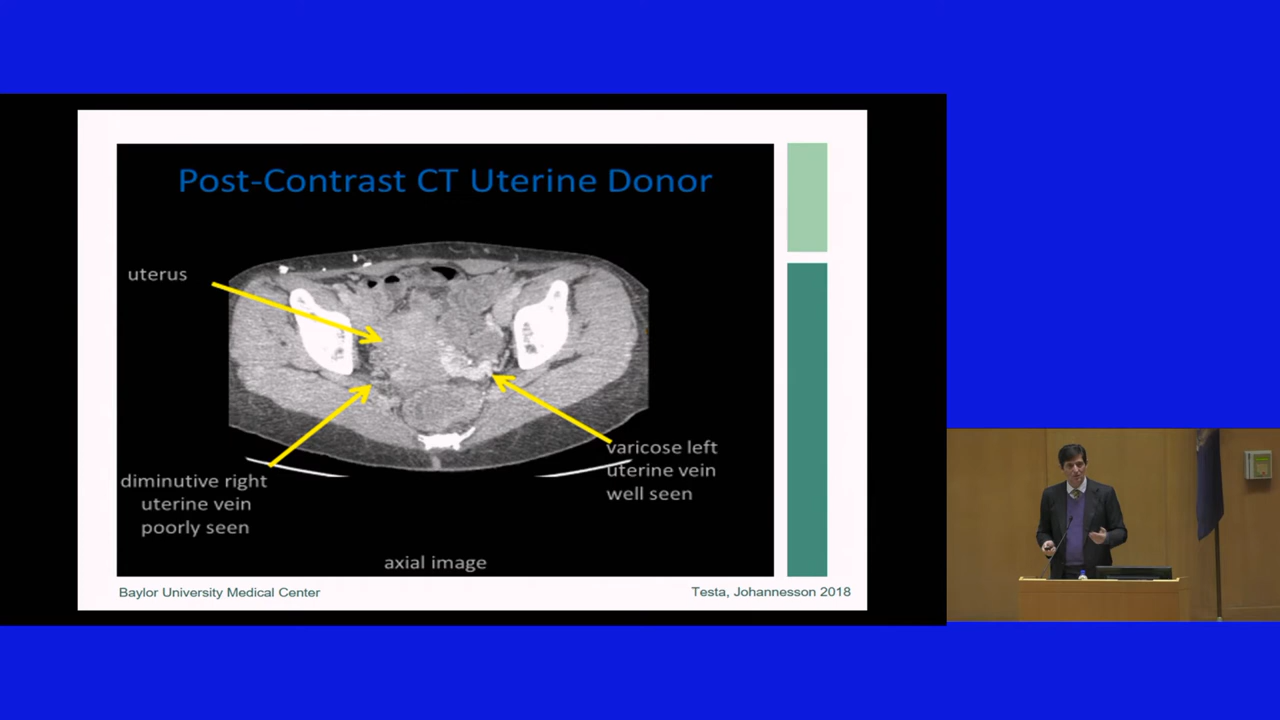 Post-Contrast CT Uterine Donor
uterus
varicose left
uterine vein
well seen
diminutive right
uterine vein
poorly seen
axial image
Baylor University Medical Center
Testa, Johannesson 2018